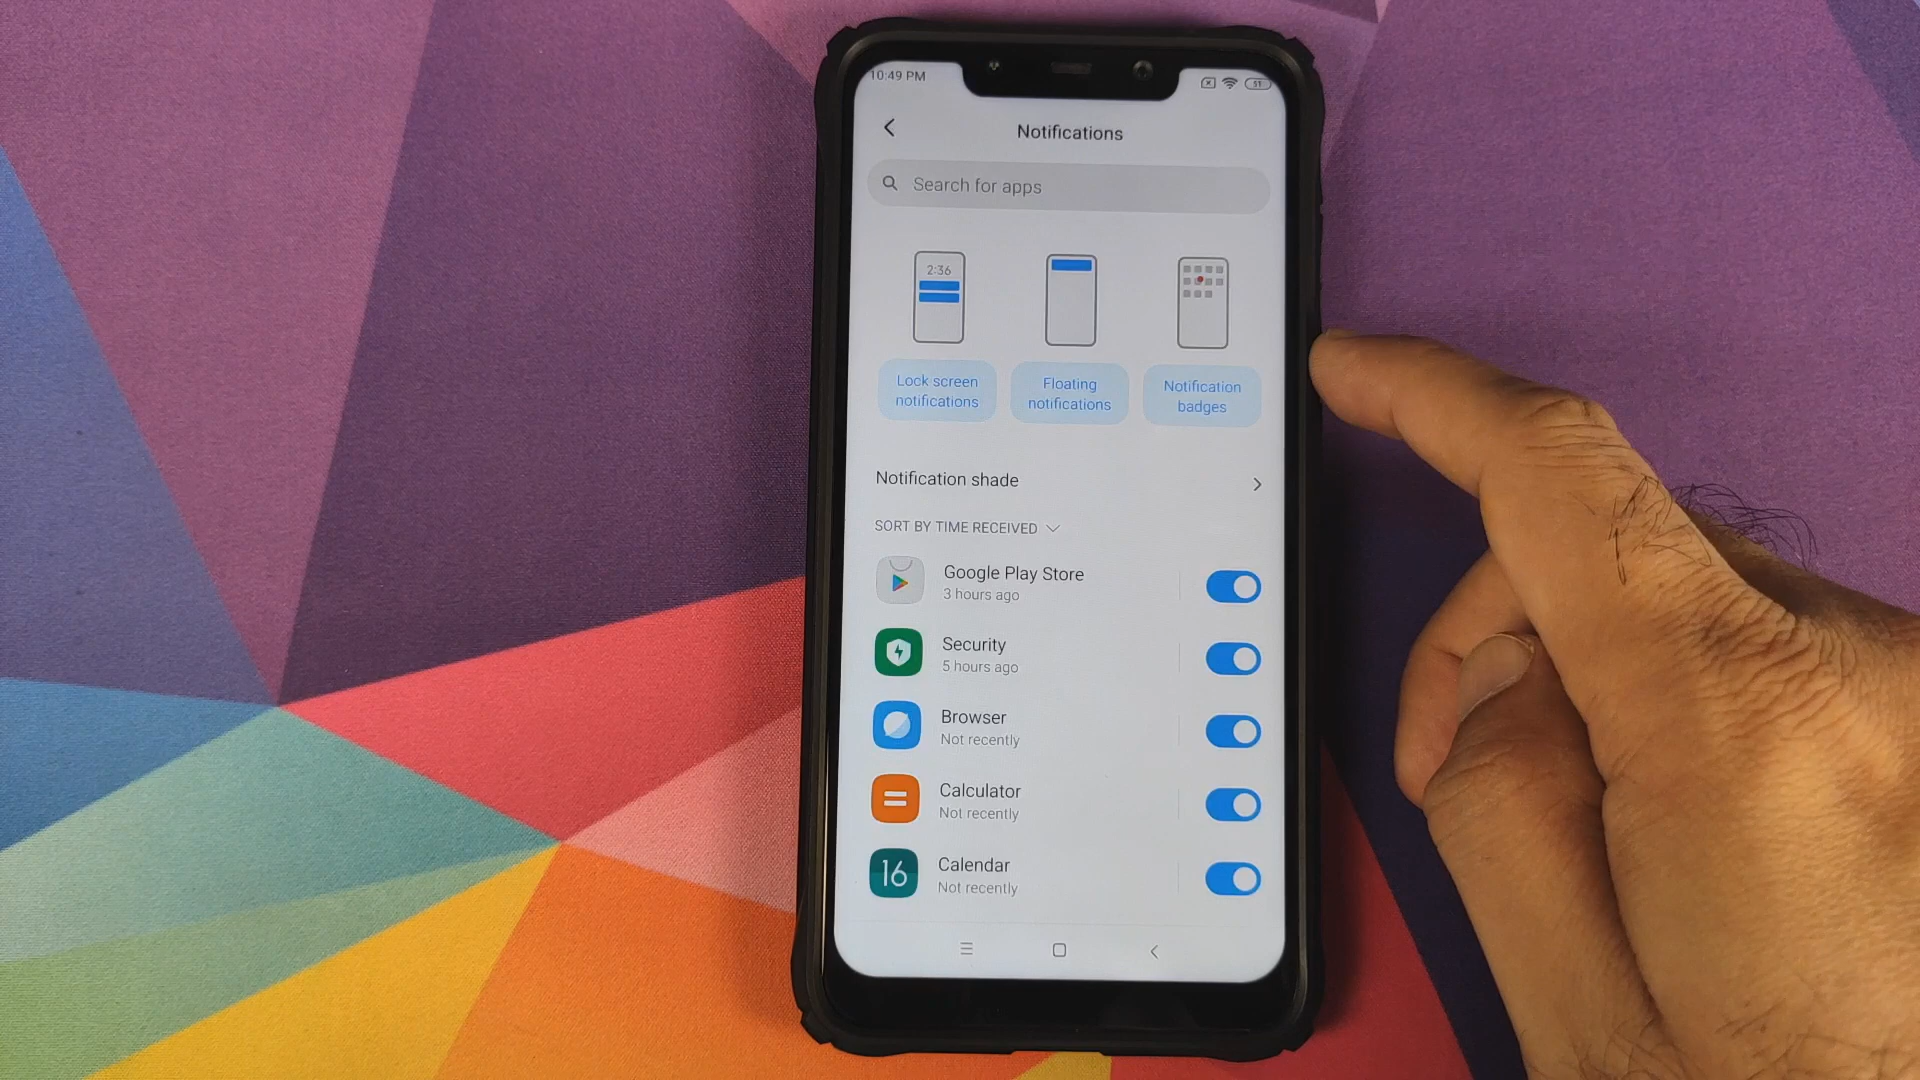 10:49 PM
51
Notifications
Search for apps
2:36
Lock screen
notifications
Floating
notifications
Notification
badges
Notification shade
SORT BY TIME RECEIVED
Google Play Store
3 hours ago
Security
5 hours ago
Browser
Not recently
Calculator
Not recently
16
Calendar
Not recently